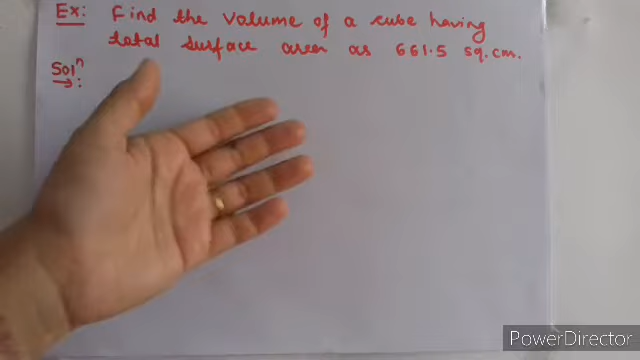 Ex: Find the volume of a cube having
total surface area as 661.5 sq.cm.
Solⁿ
→:
PowerDirector